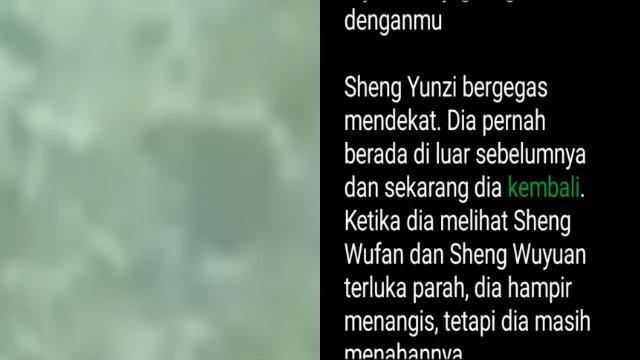 denganmu
Sheng Yunzi bergegas
mendekat. Dia pernah
berada di luar sebelumnya
dan sekarang dia kembali.
Ketika dia melihat Sheng
Wufan dan Sheng Wuyuan
terluka parah, dia hampir
menangis, tetapi dia masih
menahannya